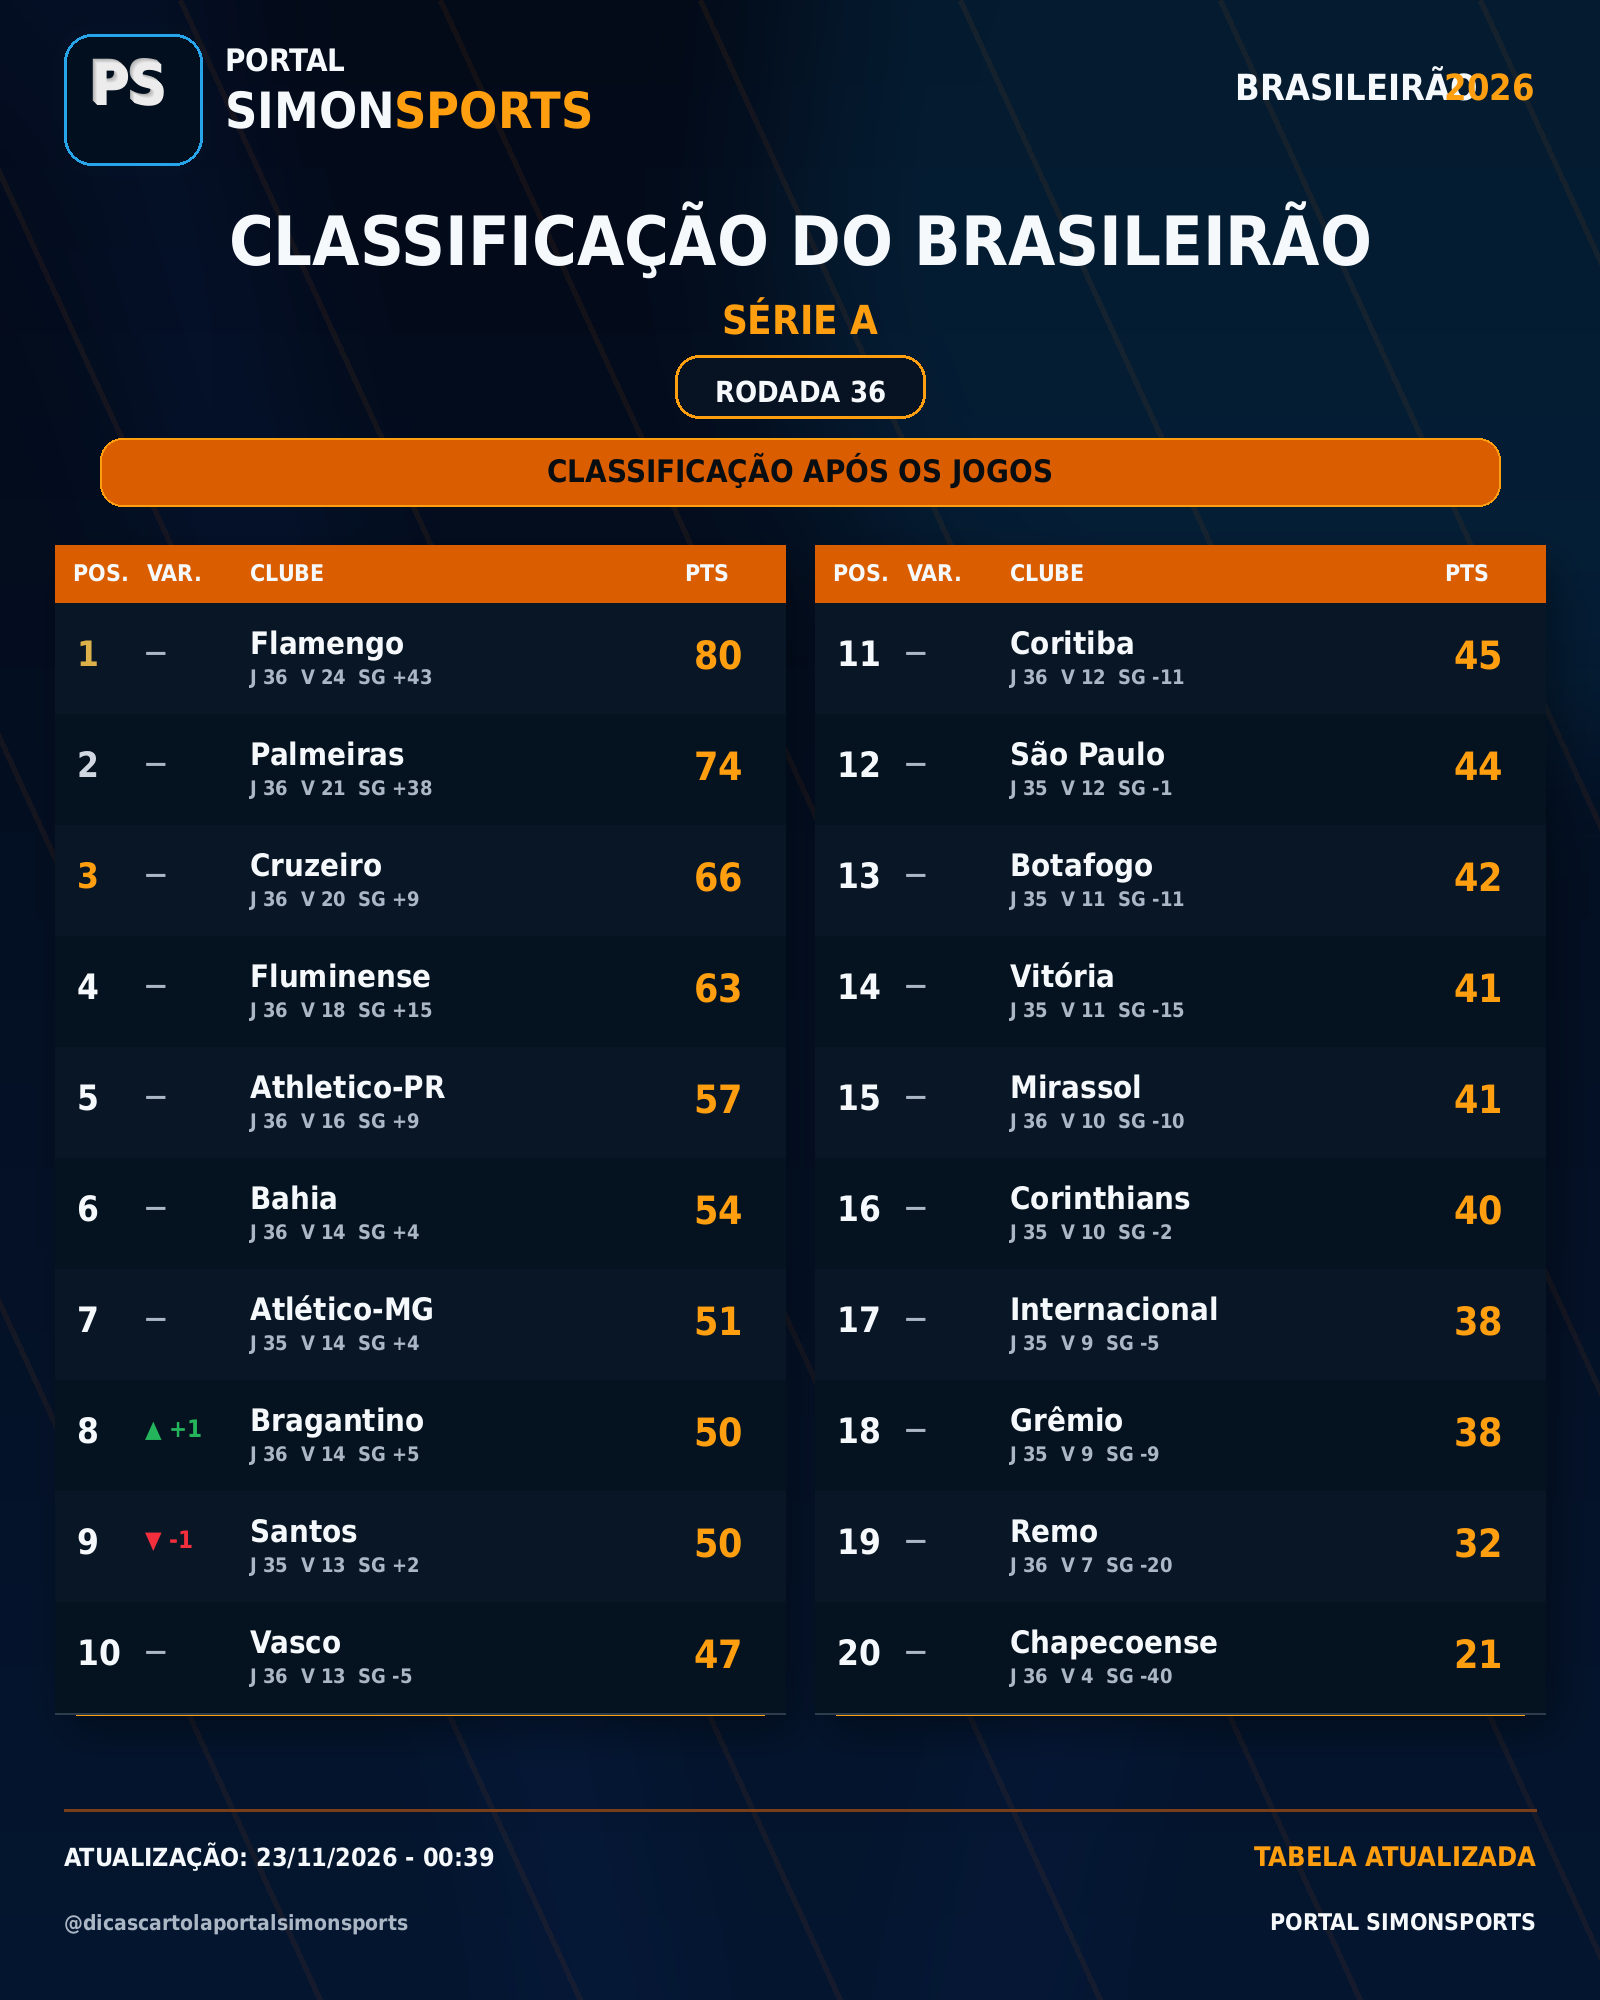 PS
PORTAL
SIMONSPORTS
BRASILEIRÃO 2026
CLASSIFICAÇÃO DO BRASILEIRÃO
SÉRIE A
RODADA 36
CLASSIFICAÇÃO APÓS OS JOGOS
POS. VAR. CLUBE PTS
1 — Flamengo 80
J 36 V 24 SG +43
2 — Palmeiras 74
J 36 V 21 SG +38
3 — Cruzeiro 66
J 36 V 20 SG +9
4 — Fluminense 63
J 36 V 18 SG +15
5 — Athletico-PR 57
J 36 V 16 SG +9
6 — Bahia 54
J 36 V 14 SG +4
7 — Atlético-MG 51
J 35 V 14 SG +4
8 ▲ +1 Bragantino 50
J 36 V 14 SG +5
9 ▼ -1 Santos 50
J 35 V 13 SG +2
10 — Vasco 47
J 36 V 13 SG -5
POS. VAR. CLUBE PTS
11 — Coritiba 45
J 36 V 12 SG -11
12 — São Paulo 44
J 35 V 12 SG -1
13 — Botafogo 42
J 35 V 11 SG -11
14 — Vitória 41
J 35 V 11 SG -15
15 — Mirassol 41
J 36 V 10 SG -10
16 — Corinthians 40
J 35 V 10 SG -2
17 — Internacional 38
J 35 V 9 SG -5
18 — Grêmio 38
J 35 V 9 SG -9
19 — Remo 32
J 36 V 7 SG -20
20 — Chapecoense 21
J 36 V 4 SG -40
ATUALIZAÇÃO: 23/11/2026 - 00:39
TABELA ATUALIZADA
@dicascartolaportalsimonsports
PORTAL SIMONSPORTS